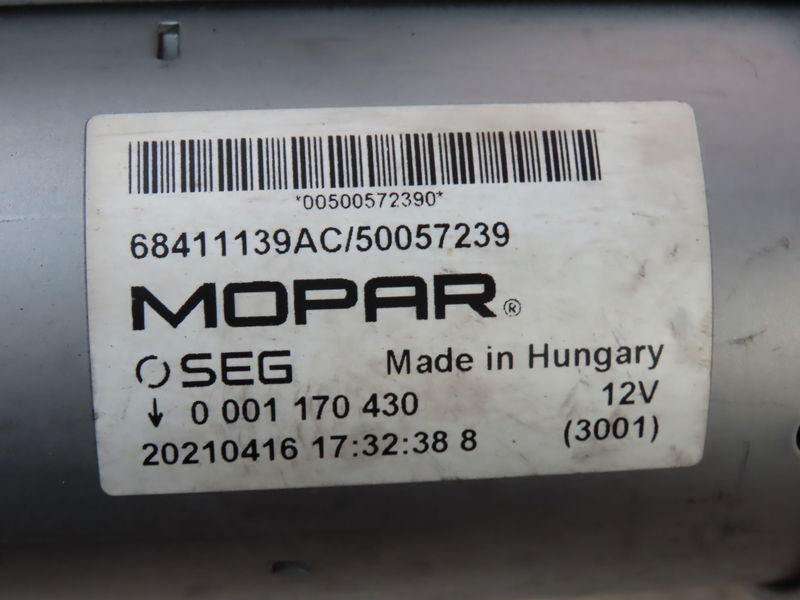 *00500572390*
68411139AC/50057239
MOPAR®
SEG Made in Hungary
↓ 0 001 170 430 12V
20210416 17:32:38 8 (3001)